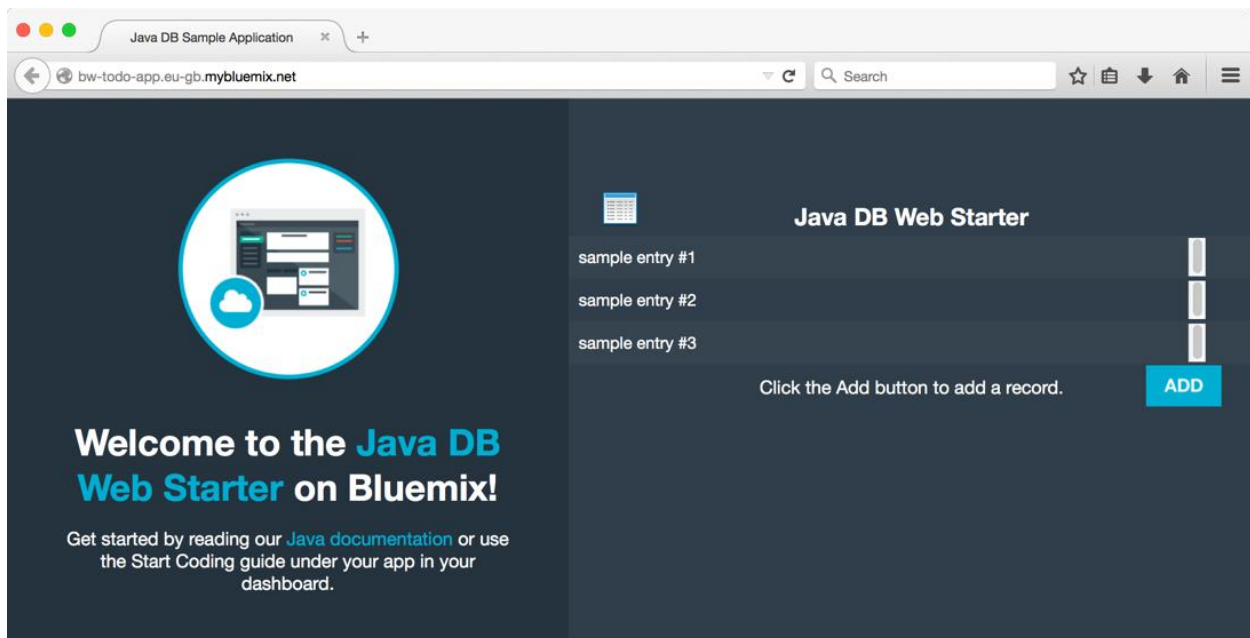 Java DB Sample Application
bw-todo-app.eu-gb.mybluemix.net
Search
Welcome to the Java DB
Web Starter on Bluemix!
Get started by reading our Java documentation or use
the Start Coding guide under your app in your
dashboard.
Java DB Web Starter
sample entry #1
sample entry #2
sample entry #3
Click the Add button to add a record.
ADD